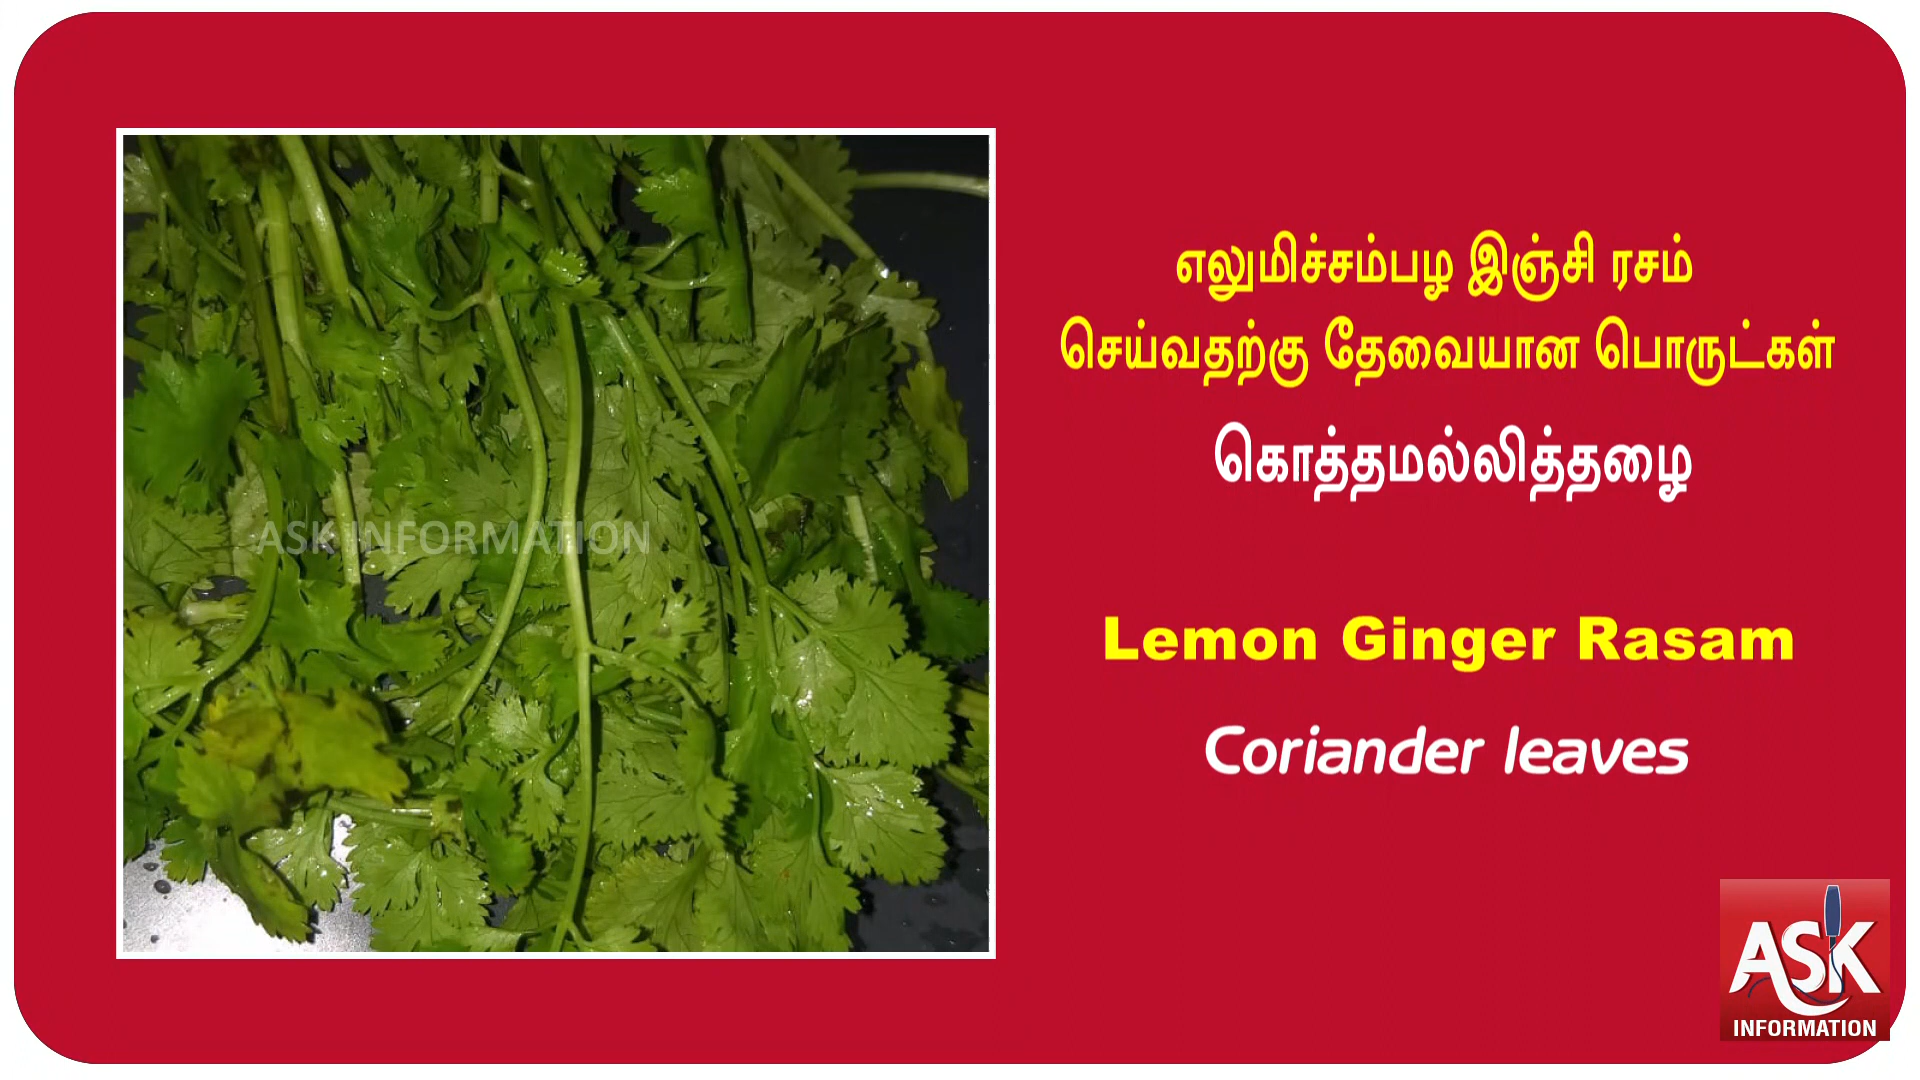 எலுமிச்சம்பழ இஞ்சி ரசம்
செய்வதற்கு தேவையான பொருட்கள்
கொத்தமல்லித்தழை
Lemon Ginger Rasam
Coriander leaves
ASK INFORMATION
ASK
INFORMATION